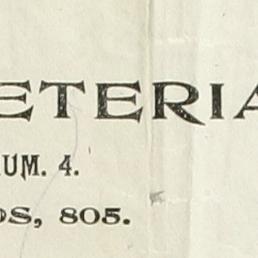 ETERIA
UM. 4.
OS, 805.